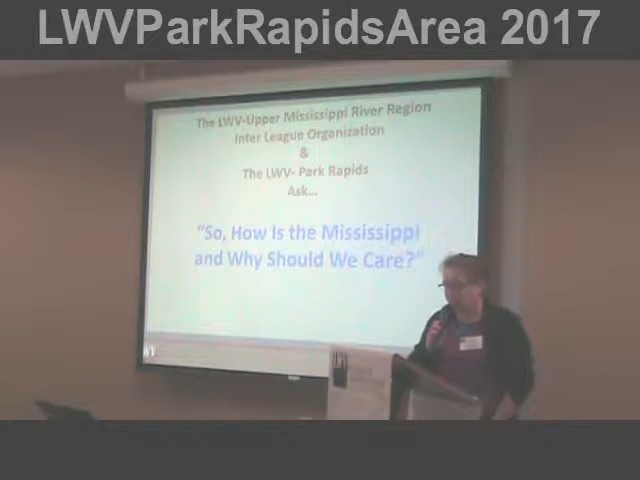 LWVParkRapidsArea 2017
The LWV-Upper Mississippi River Region
Inter League Organization
&
The LWV- Park Rapids
Ask...
“So, How Is the Mississippi
and Why Should We Care?”